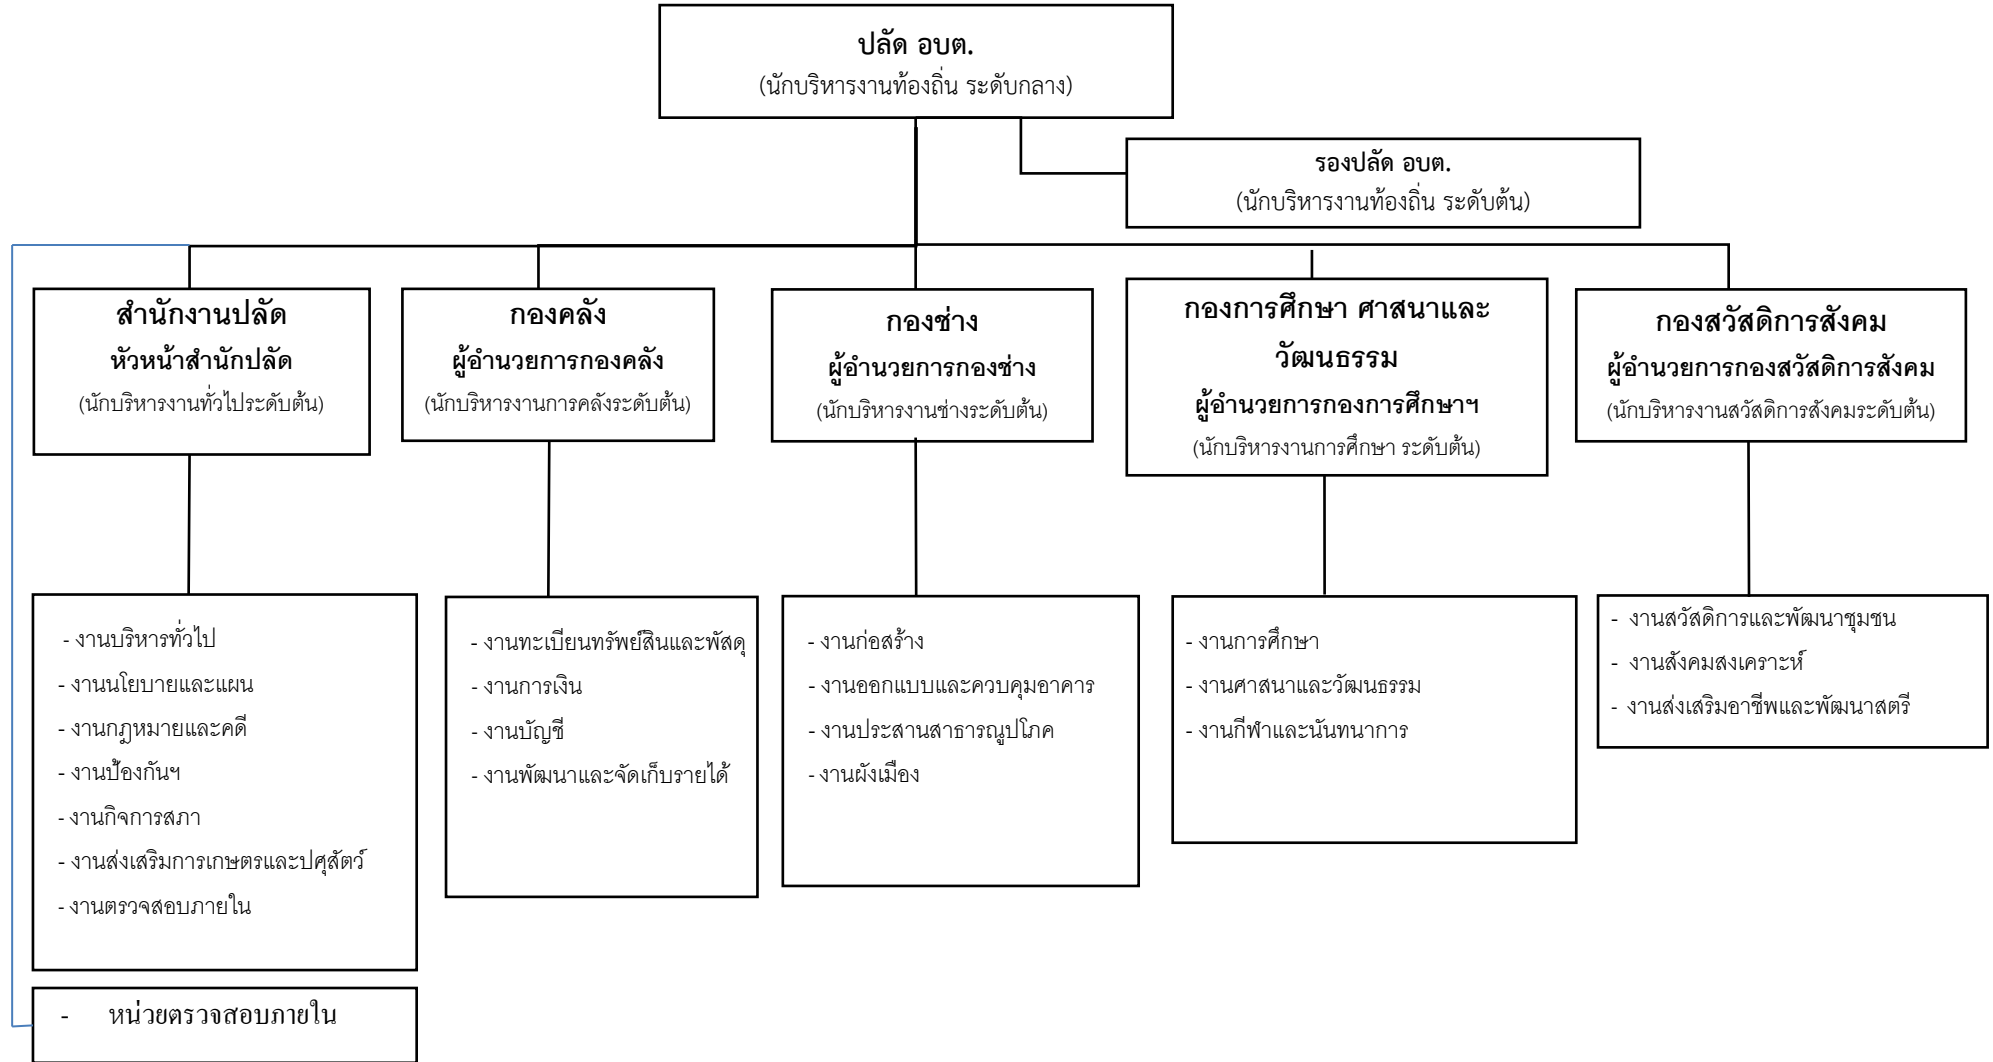 ปลัด อบต.
(นักบริหารงานท้องถิ่น ระดับกลาง)
รองปลัด อบต.
(นักบริหารงานท้องถิ่น ระดับต้น)
สำนักงานปลัด
หัวหน้าสำนักปลัด
(นักบริหารงานทั่วไประดับต้น)
กองคลัง
ผู้อำนวยการกองคลัง
(นักบริหารงานการคลังระดับต้น)
กองช่าง
ผู้อำนวยการกองช่าง
(นักบริหารงานช่างระดับต้น)
กองการศึกษา ศาสนาและ
วัฒนธรรม
ผู้อำนวยการกองการศึกษาฯ
(นักบริหารงานการศึกษา ระดับต้น)
กองสวัสดิการสังคม
ผู้อำนวยการกองสวัสดิการสังคม
(นักบริหารงานสวัสดิการสังคมระดับต้น)
- งานบริหารทั่วไป
- งานนโยบายและแผน
- งานกฎหมายและคดี
- งานป้องกันฯ
- งานกิจการสภา
- งานส่งเสริมการเกษตรและปศุสัตว์
- งานตรวจสอบภายใน
- งานทะเบียนทรัพย์สินและพัสดุ
- งานการเงิน
- งานบัญชี
- งานพัฒนาและจัดเก็บรายได้
- งานก่อสร้าง
- งานออกแบบและควบคุมอาคาร
- งานประสานสาธารณูปโภค
- งานผังเมือง
- งานการศึกษา
- งานศาสนาและวัฒนธรรม
- งานกีฬาและนันทนาการ
- งานสวัสดิการและพัฒนาชุมชน
- งานสังคมสงเคราะห์
- งานส่งเสริมอาชีพและพัฒนาสตรี
- หน่วยตรวจสอบภายใน